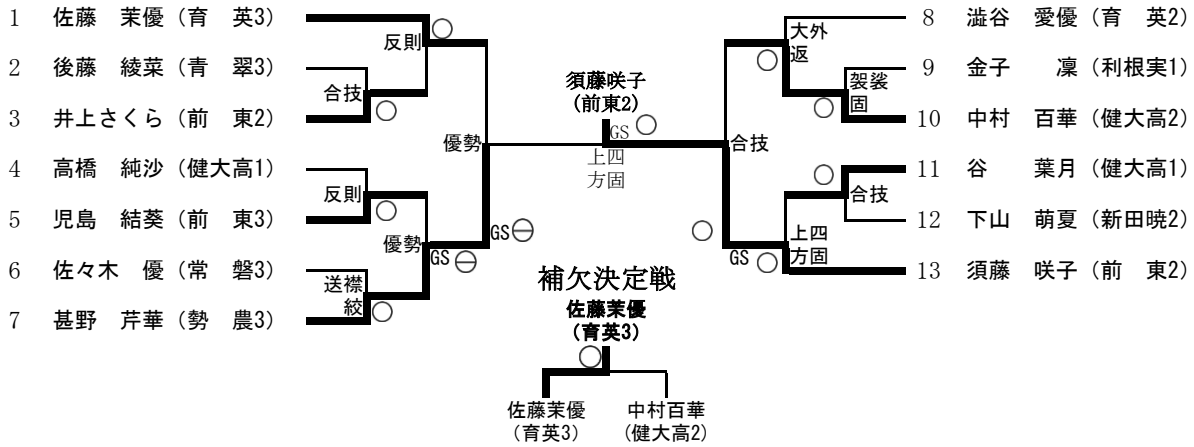 1 佐藤 茉優（育 英3）
反則
2 後藤 綾菜（青 翠3）
合技
3 井上さくら（前 東2）
優勢
4 高橋 純沙（健大高1）
反則
5 児島 結葵（前 東3）
優勢
GS
GS
6 佐々木 優（常 磐3）
送襟
絞
7 甚野 芹華（勢 農3）
須藤咲子
（前東2）
GS
上四
方固
合技
8 澁谷 愛優（育 英2）
大外
返
9 金子 凜（利根実1）
袈裟
固
10 中村 百華（健大高2）
11 谷 葉月（健大高1）
合技
12 下山 萌夏（新田暁2）
上四
方固
GS
13 須藤 咲子（前 東2）
補欠決定戦
佐藤茉優
（育英3）
佐藤茉優
（育英3）
中村百華
（健大高2）